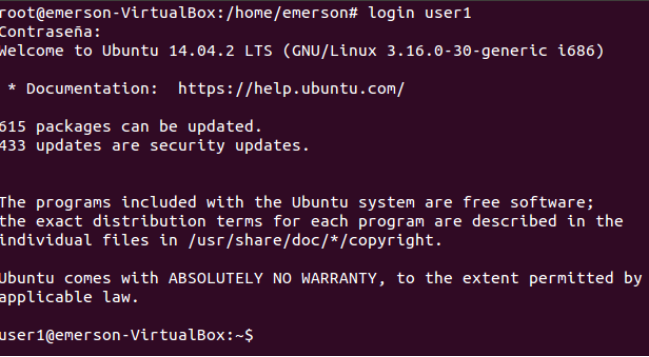 root@emerson-VirtualBox:/home/emerson# login user1
Contraseña:
Welcome to Ubuntu 14.04.2 LTS (GNU/Linux 3.16.0-30-generic i686)
* Documentation:  https://help.ubuntu.com/
615 packages can be updated.
433 updates are security updates.
The programs included with the Ubuntu system are free software;
the exact distribution terms for each program are described in the
individual files in /usr/share/doc/*/copyright.
Ubuntu comes with ABSOLUTELY NO WARRANTY, to the extent permitted by
applicable law.
user1@emerson-VirtualBox:~$